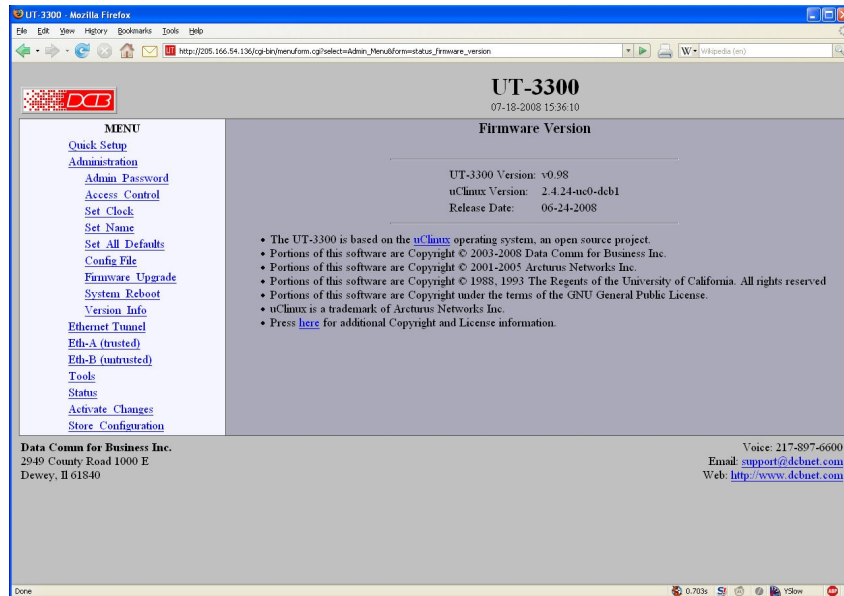 UT-3300 - Mozilla Firefox
File Edit View History Bookmarks Tools Help
http://205.166.54.136/cgi-bin/menuform.cgi?select=Admin_Menu&form=status_firmware_version
W Wikipedia (en)
DCB
UT-3300
07-18-2008 15:36:10
MENU
Quick Setup
Administration
Admin Password
Access Control
Set Clock
Set Name
Set All Defaults
Config File
Firmware Upgrade
System Reboot
Version Info
Ethernet Tunnel
Eth-A (trusted)
Eth-B (untrusted)
Tools
Status
Activate Changes
Store Configuration
Firmware Version
UT-3300 Version: v0.98
uClinux Version: 2.4.24-uc0-dcb1
Release Date: 06-24-2008
• The UT-3300 is based on the uClinux operating system, an open source project.
• Portions of this software are Copyright © 2003-2008 Data Comm for Business Inc.
• Portions of this software are Copyright © 2001-2005 Arcturus Networks Inc.
• Portions of this software are Copyright © 1988, 1993 The Regents of the University of California. All rights reserved
• Portions of this software are Copyright under the terms of the GNU General Public License.
• uClinux is a trademark of Arcturus Networks Inc.
• Press here for additional Copyright and License information.
Data Comm for Business Inc.
2949 County Road 1000 E
Dewey, Il 61840
Voice: 217-897-6600
Email: support@dcbnet.com
Web: http://www.dcbnet.com
Done
0.703s
YSlow
ABP